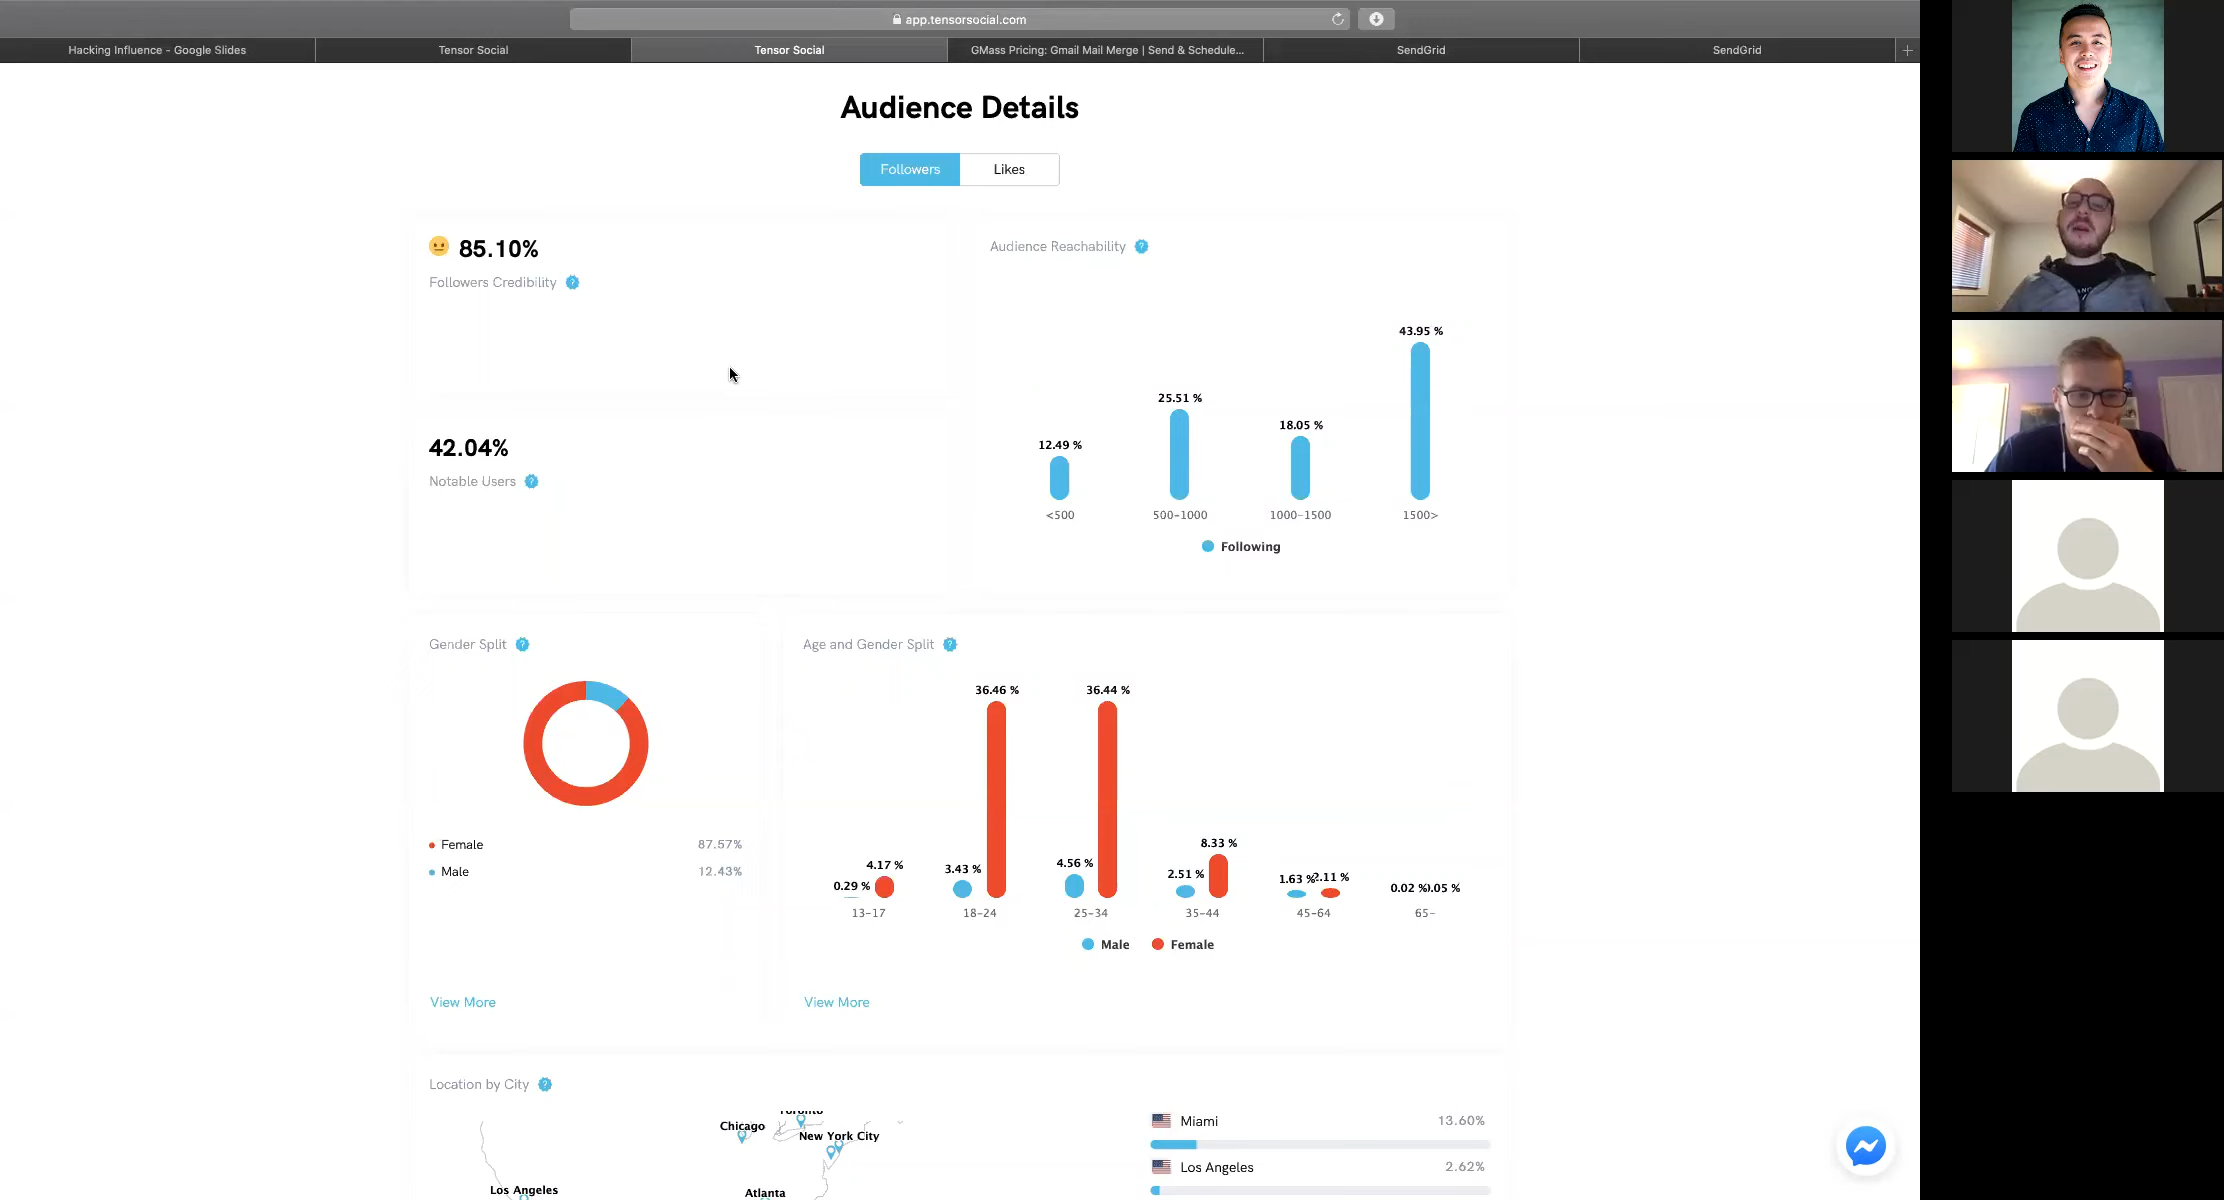 app.tensorsocial.com
Hacking Influence - Google Slides
Tensor Social
Tensor Social
GMass Pricing: Gmail Mail Merge | Send & Schedule...
SendGrid
SendGrid
Audience Details
Followers
Likes
85.10%
Followers Credibility
42.04%
Notable Users
Audience Reachability
12.49 %
25.51 %
18.05 %
43.95 %
<500
500-1000
1000-1500
1500>
Following
Gender Split
Female 87.57%
Male 12.43%
View More
Age and Gender Split
0.29 %
4.17 %
3.43 %
36.46 %
4.56 %
36.44 %
2.51 %
8.33 %
1.63 %
2.11 %
0.02 %
0.05 %
13-17
18-24
25-34
35-44
45-64
65-
Male
Female
View More
Location by City
Toronto
Chicago
New York City
Los Angeles
Atlanta
Miami 13.60%
Los Angeles 2.62%